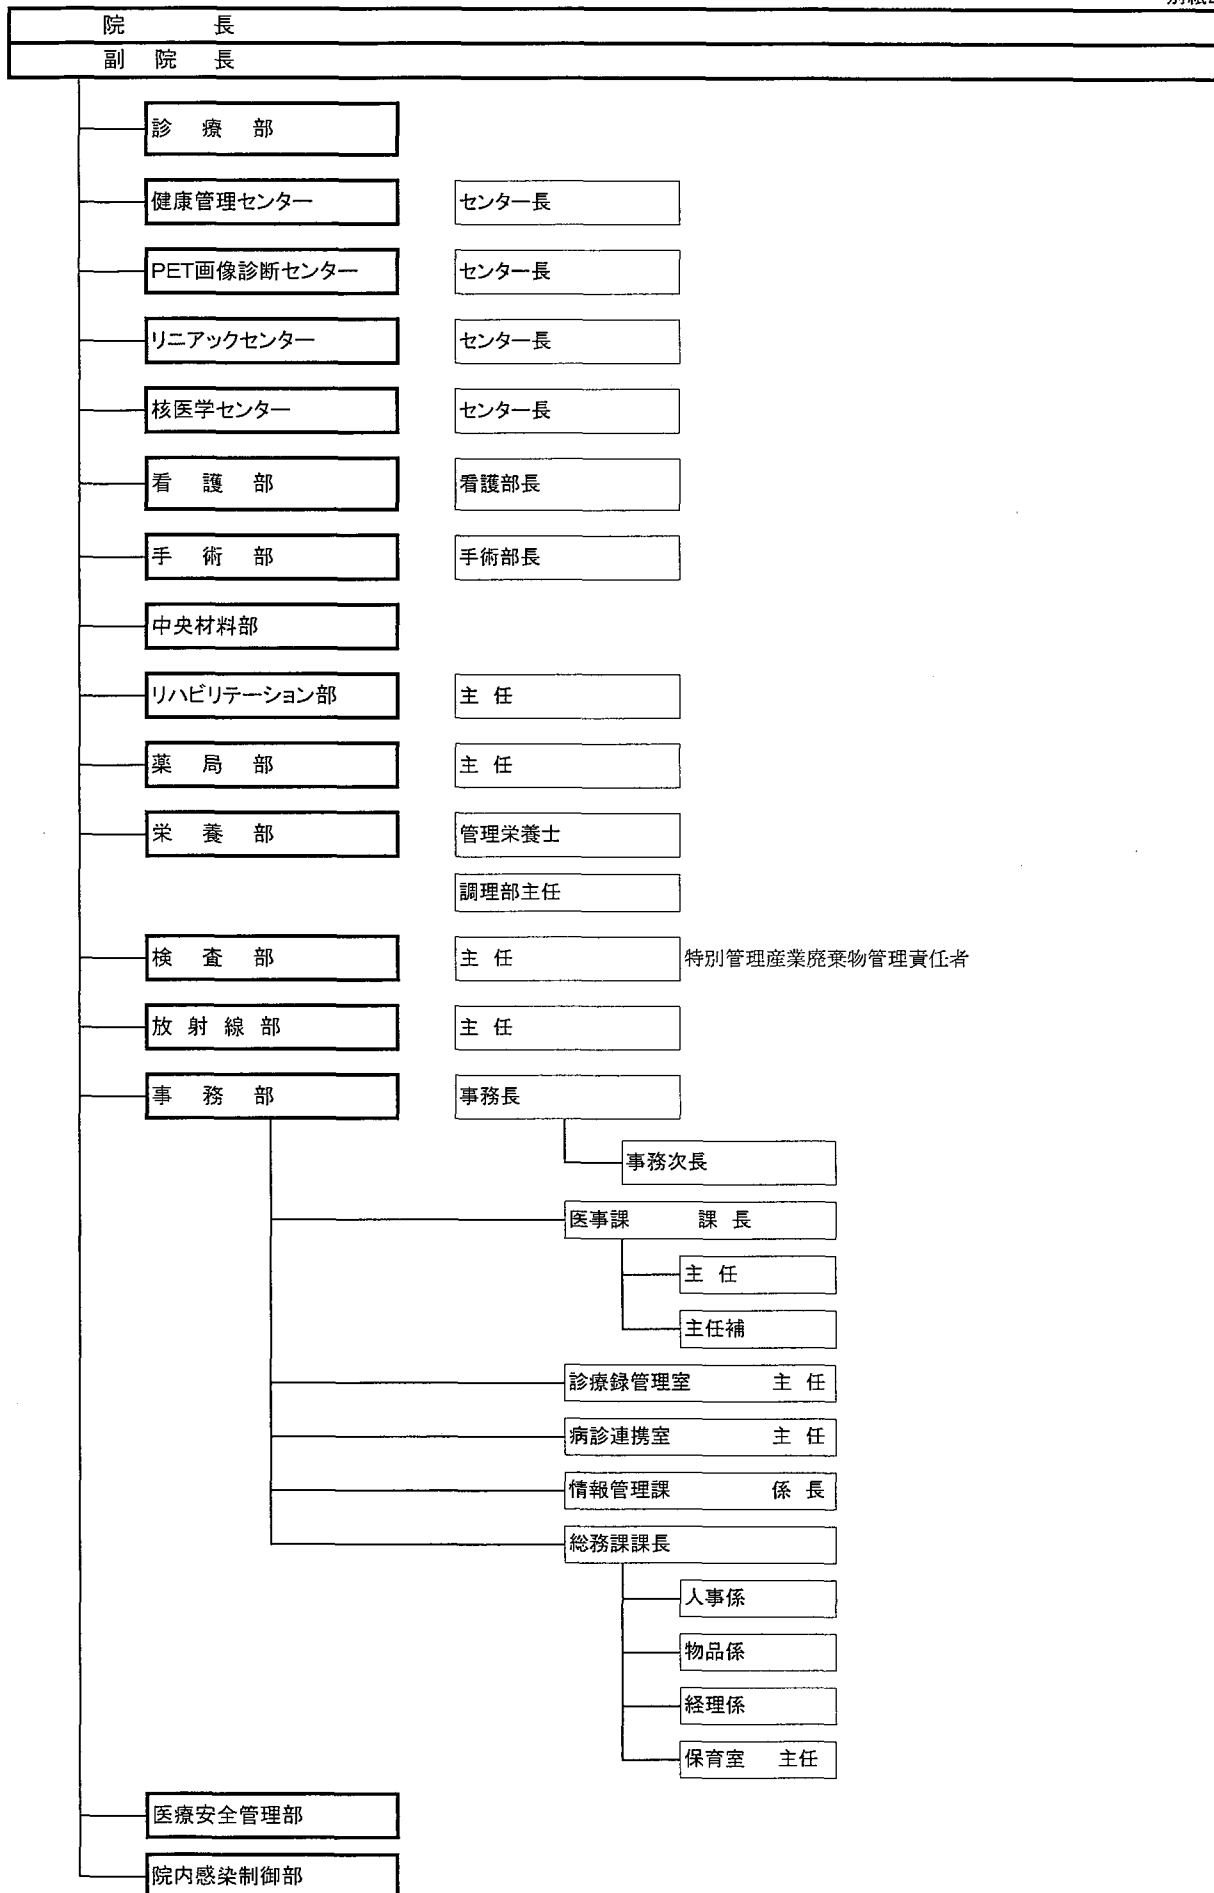 院 長
副 院 長
診 療 部
健康管理センター センター長
PET画像診断センター センター長
リニアックセンター センター長
核医学センター センター長
看 護 部 看護部長
手 術 部 手術部長
中央材料部
リハビリテーション部 主 任
薬 局 部 主 任
栄 養 部 管理栄養士
調理部主任
検 査 部 主 任 特別管理産業廃棄物管理責任者
放 射 線 部 主 任
事 務 部 事務長
事務次長
医事課 課 長
主 任
主任補
診療録管理室 主 任
病診連携室 主 任
情報管理課 係 長
総務課課長
人事係
物品係
経理係
保育室 主任
医療安全管理部
院内感染制御部